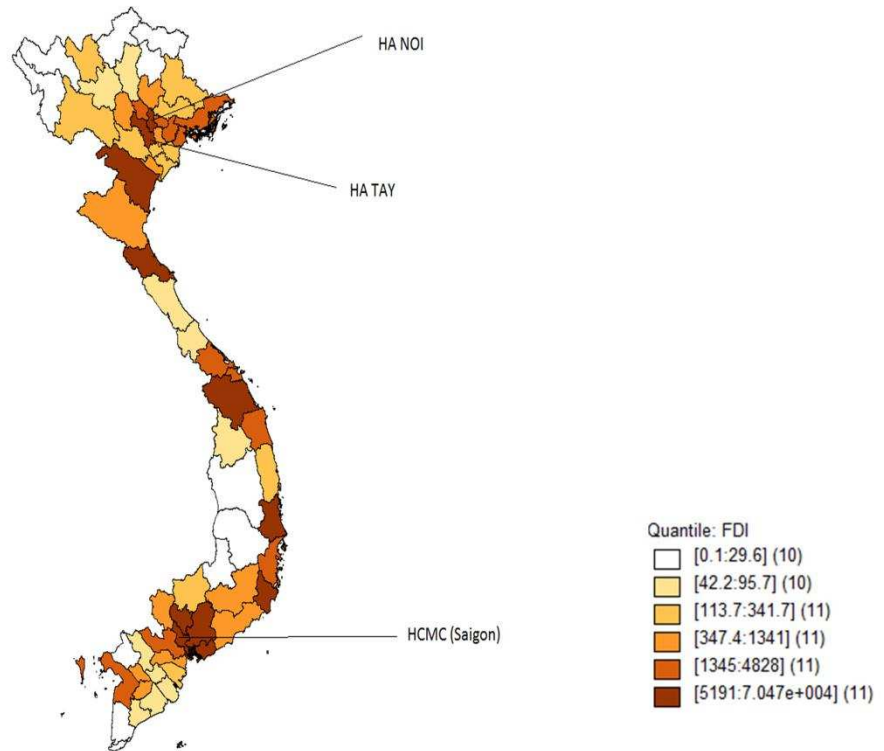 HA NOI
HA TAY
HCMC (Saigon)
Quantile: FDI
[0.1:29.6] (10)
[42.2:95.7] (10)
[113.7:341.7] (11)
[347.4:1341] (11)
[1345:4828] (11)
[5191:7.047e+004] (11)